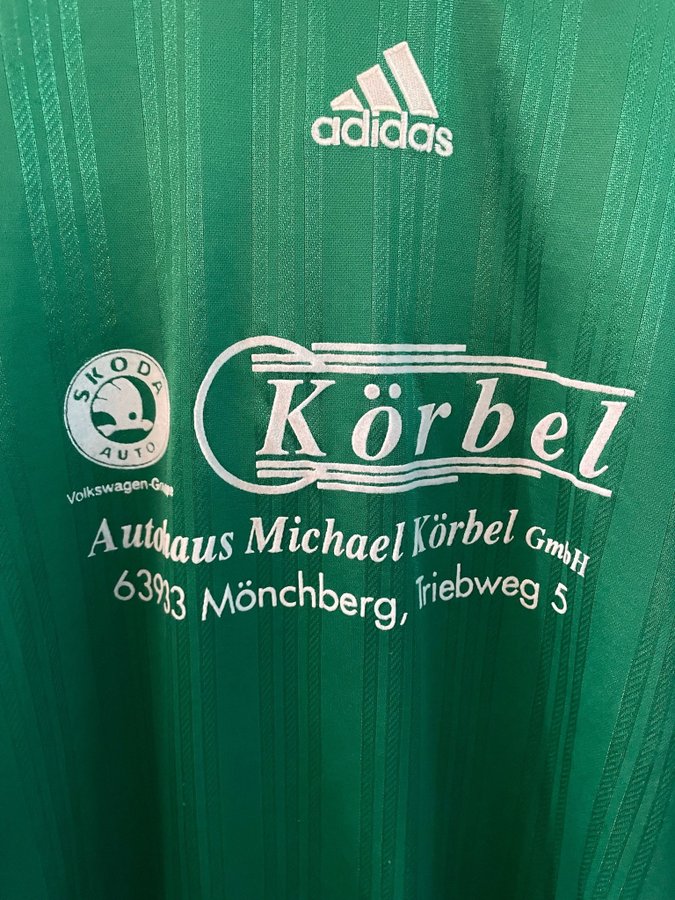 adidas
Körbel
SKODA
AUTO
Volkswagen-Gruppe
Autohaus Michael Körbel GmbH
63933 Mönchberg, Triebweg 5